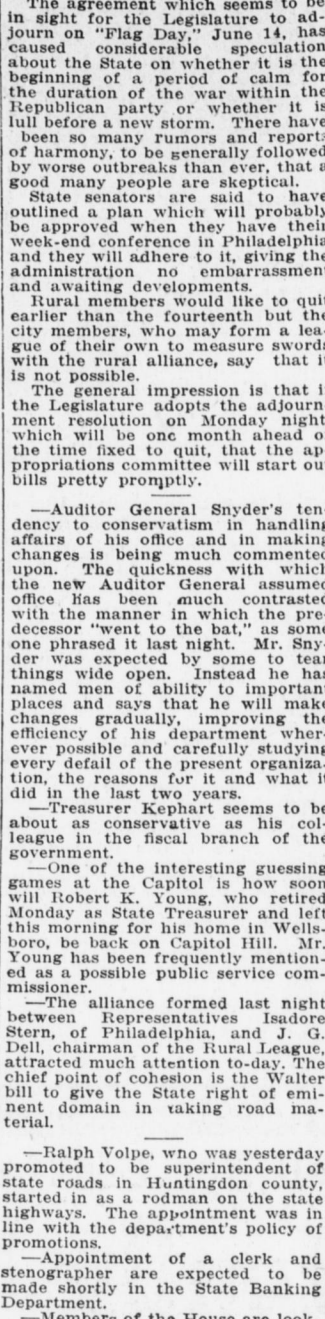 The agreement which seems to be
in sight for the Legislature to ad-
journ on "Flag Day," June 14, has
caused considerable speculation
about the State on whether it is the
beginning of a period of calm for
the duration of the war within the
Republican party or whether it is
lull before a new storm. There have
been so many rumors and reports
of harmony, to be generally followed
by worse outbreaks than ever, that a
good many people are skeptical.
State senators are said to have
outlined a plan which will probably
be approved when they have their
week-end conference in Philadelphia
and they will adhere to it, giving the
administration no embarrassment
and awaiting developments.
Rural members would like to quit
earlier than the fourteenth but the
city members, who may form a lea-
gue of their own to measure swords
with the rural alliance, say that it
is not possible.
The general impression is that i
the Legislature adopts the adjourn
ment resolution on Monday night
which will be one month ahead o
the time fixed to quit, that the ap
propriations committee will start ou
bills pretty promptly.
—Auditor General Snyder's ten-
dency to conservatism in handling
affairs of his office and in making
changes is being much commented
upon. The quickness with which
the new Auditor General assumed
office has been much contrasted
with the manner in which the pre-
decessor "went to the bat," as some
one phrased it last night. Mr. Sny-
der was expected by some to tear
things wide open. Instead he has
named men of ability to important
places and says that he will make
changes gradually, improving the
efficiency of his department wher-
ever possible and carefully studying
every defail of the present organiza-
tion, the reasons for it and what it
did in the last two years.
—Treasurer Kephart seems to be
about as conservative as his col-
league in the fiscal branch of the
government.
—One of the interesting guessing
games at the Capitol is how soon
will Robert K. Young, who retired
Monday as State Treasurer and left
this morning for his home in Wells-
boro, be back on Capitol Hill. Mr.
Young has been frequently mention-
ed as a possible public service com-
missioner.
—The alliance formed last night
between Representatives Isadore
Stern, of Philadelphia, and J. G.
Dell, chairman of the Rural League,
attracted much attention to-day. The
chief point of cohesion is the Walter
bill to give the State right of emi-
nent domain in taking road ma-
terial.
—Ralph Volpe, who was yesterday
promoted to be superintendent of
state roads in Huntingdon county,
started in as a rodman on the state
highways. The appointment was in
line with the department's policy of
promotions.
—Appointment of a clerk and
stenographer are expected to be
made shortly in the State Banking
Department.
—Members of the House are look-